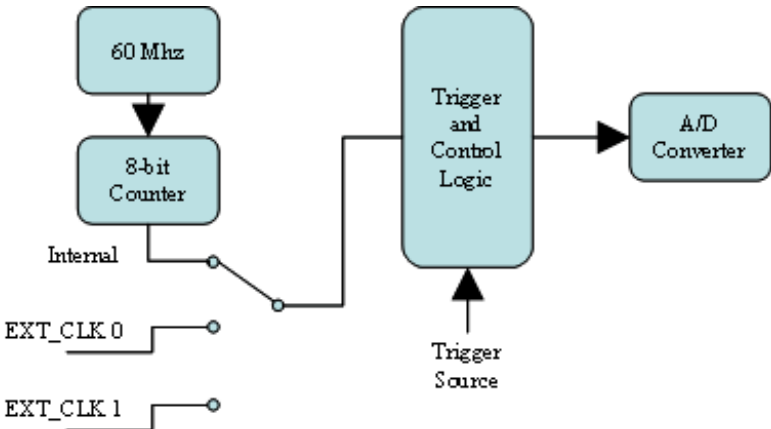 60 Mhz
8-bit
Counter
Internal
EXT_CLK 0
EXT_CLK 1
Trigger
and
Control
Logic
Trigger
Source
A/D
Converter